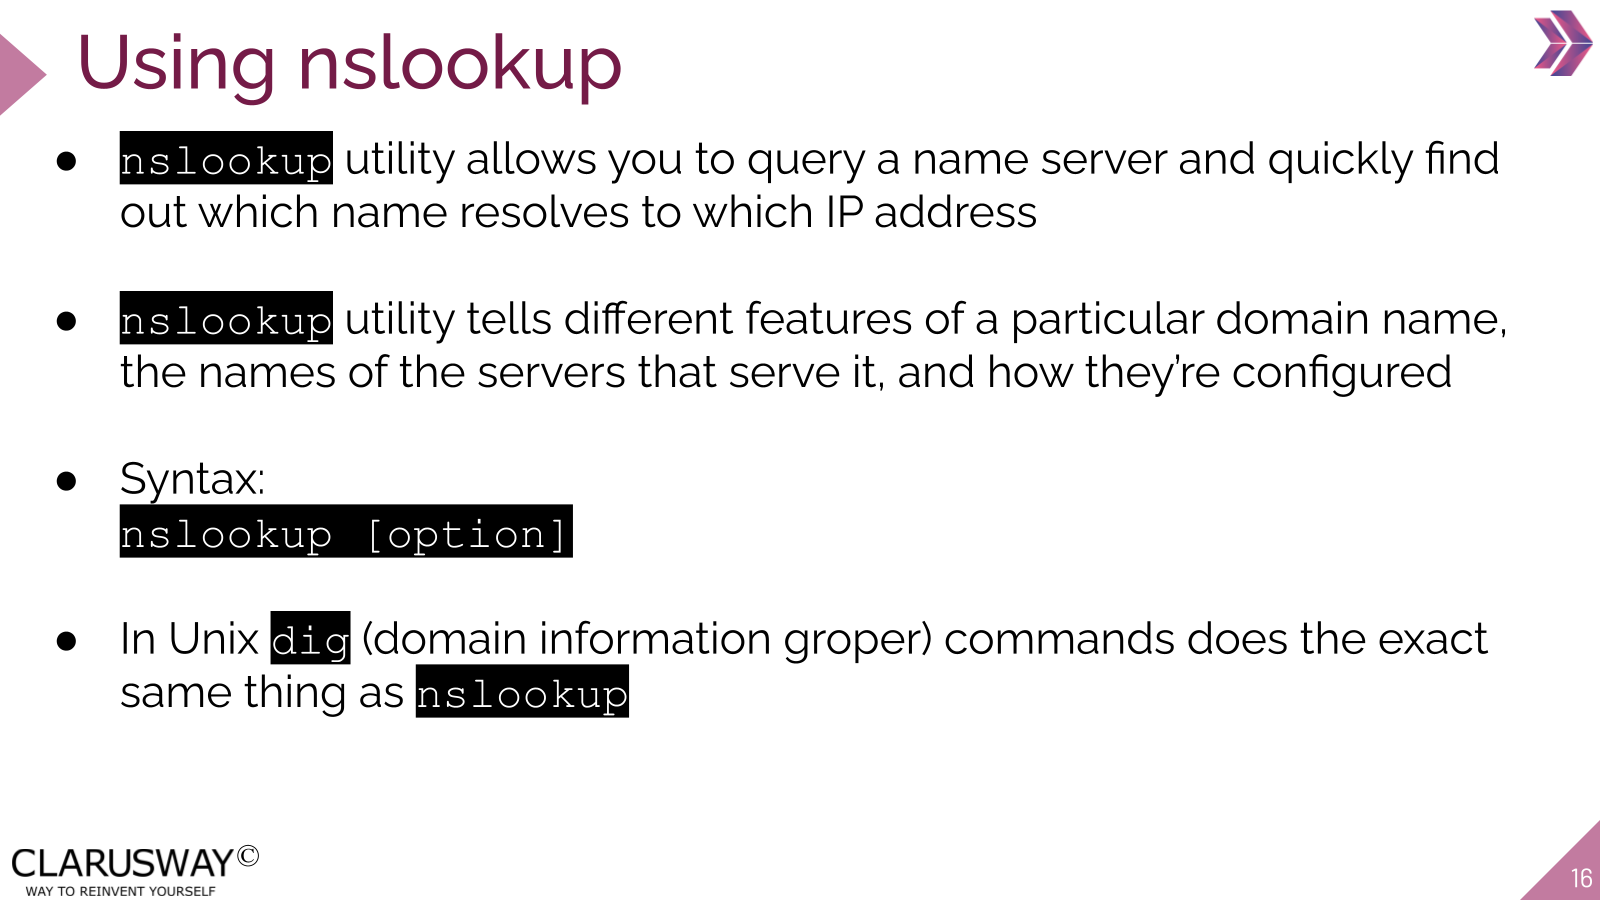 Using nslookup
● nslookup utility allows you to query a name server and quickly find
out which name resolves to which IP address
● nslookup utility tells different features of a particular domain name,
the names of the servers that serve it, and how they’re configured
● Syntax:
nslookup [option]
● In Unix dig (domain information groper) commands does the exact
same thing as nslookup
CLARUSWAY©
WAY TO REINVENT YOURSELF
16